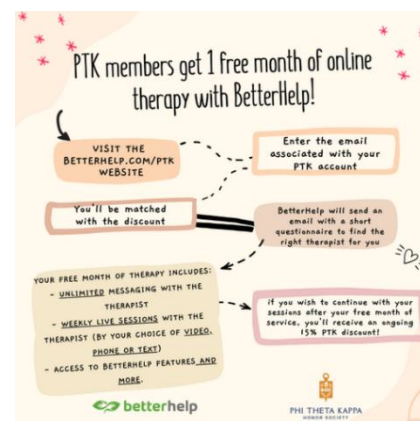 PTK members get 1 free month of online
therapy with BetterHelp!
VISIT THE
BETTERHELP.COM/PTK
WEBSITE
Enter the email
associated with your
PTK account
You'll be matched
with the discount
BetterHelp will send an
email with a short
questionnaire to find the
right therapist for you
YOUR FREE MONTH OF THERAPY INCLUDES:
- UNLIMITED MESSAGING WITH THE
THERAPIST
- WEEKLY LIVE SESSIONS WITH THE
THERAPIST (BY YOUR CHOICE OF VIDEO,
PHONE OR TEXT)
- ACCESS TO BETTERHELP FEATURES AND
MORE.
if you wish to continue with your
sessions after your free month of
service, you'll receive an ongoing
15% PTK discount!
betterhelp
PHI THETA KAPPA
HONOR SOCIETY